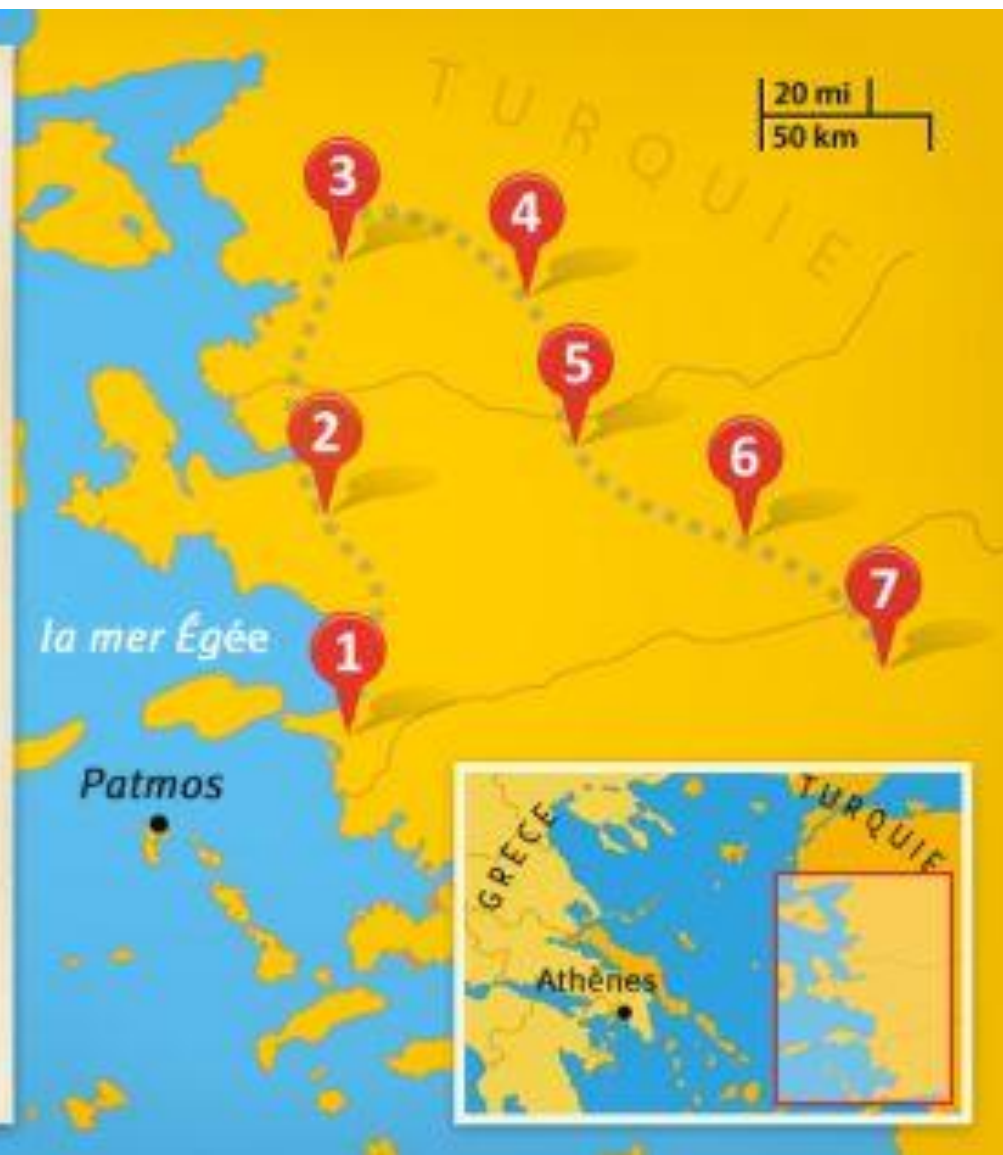 TURQUIE
20 mi
50 km
3
4
5
2
6
7
la mer Égée
1
Patmos
GRÈCE
TURQUIE
Athènes